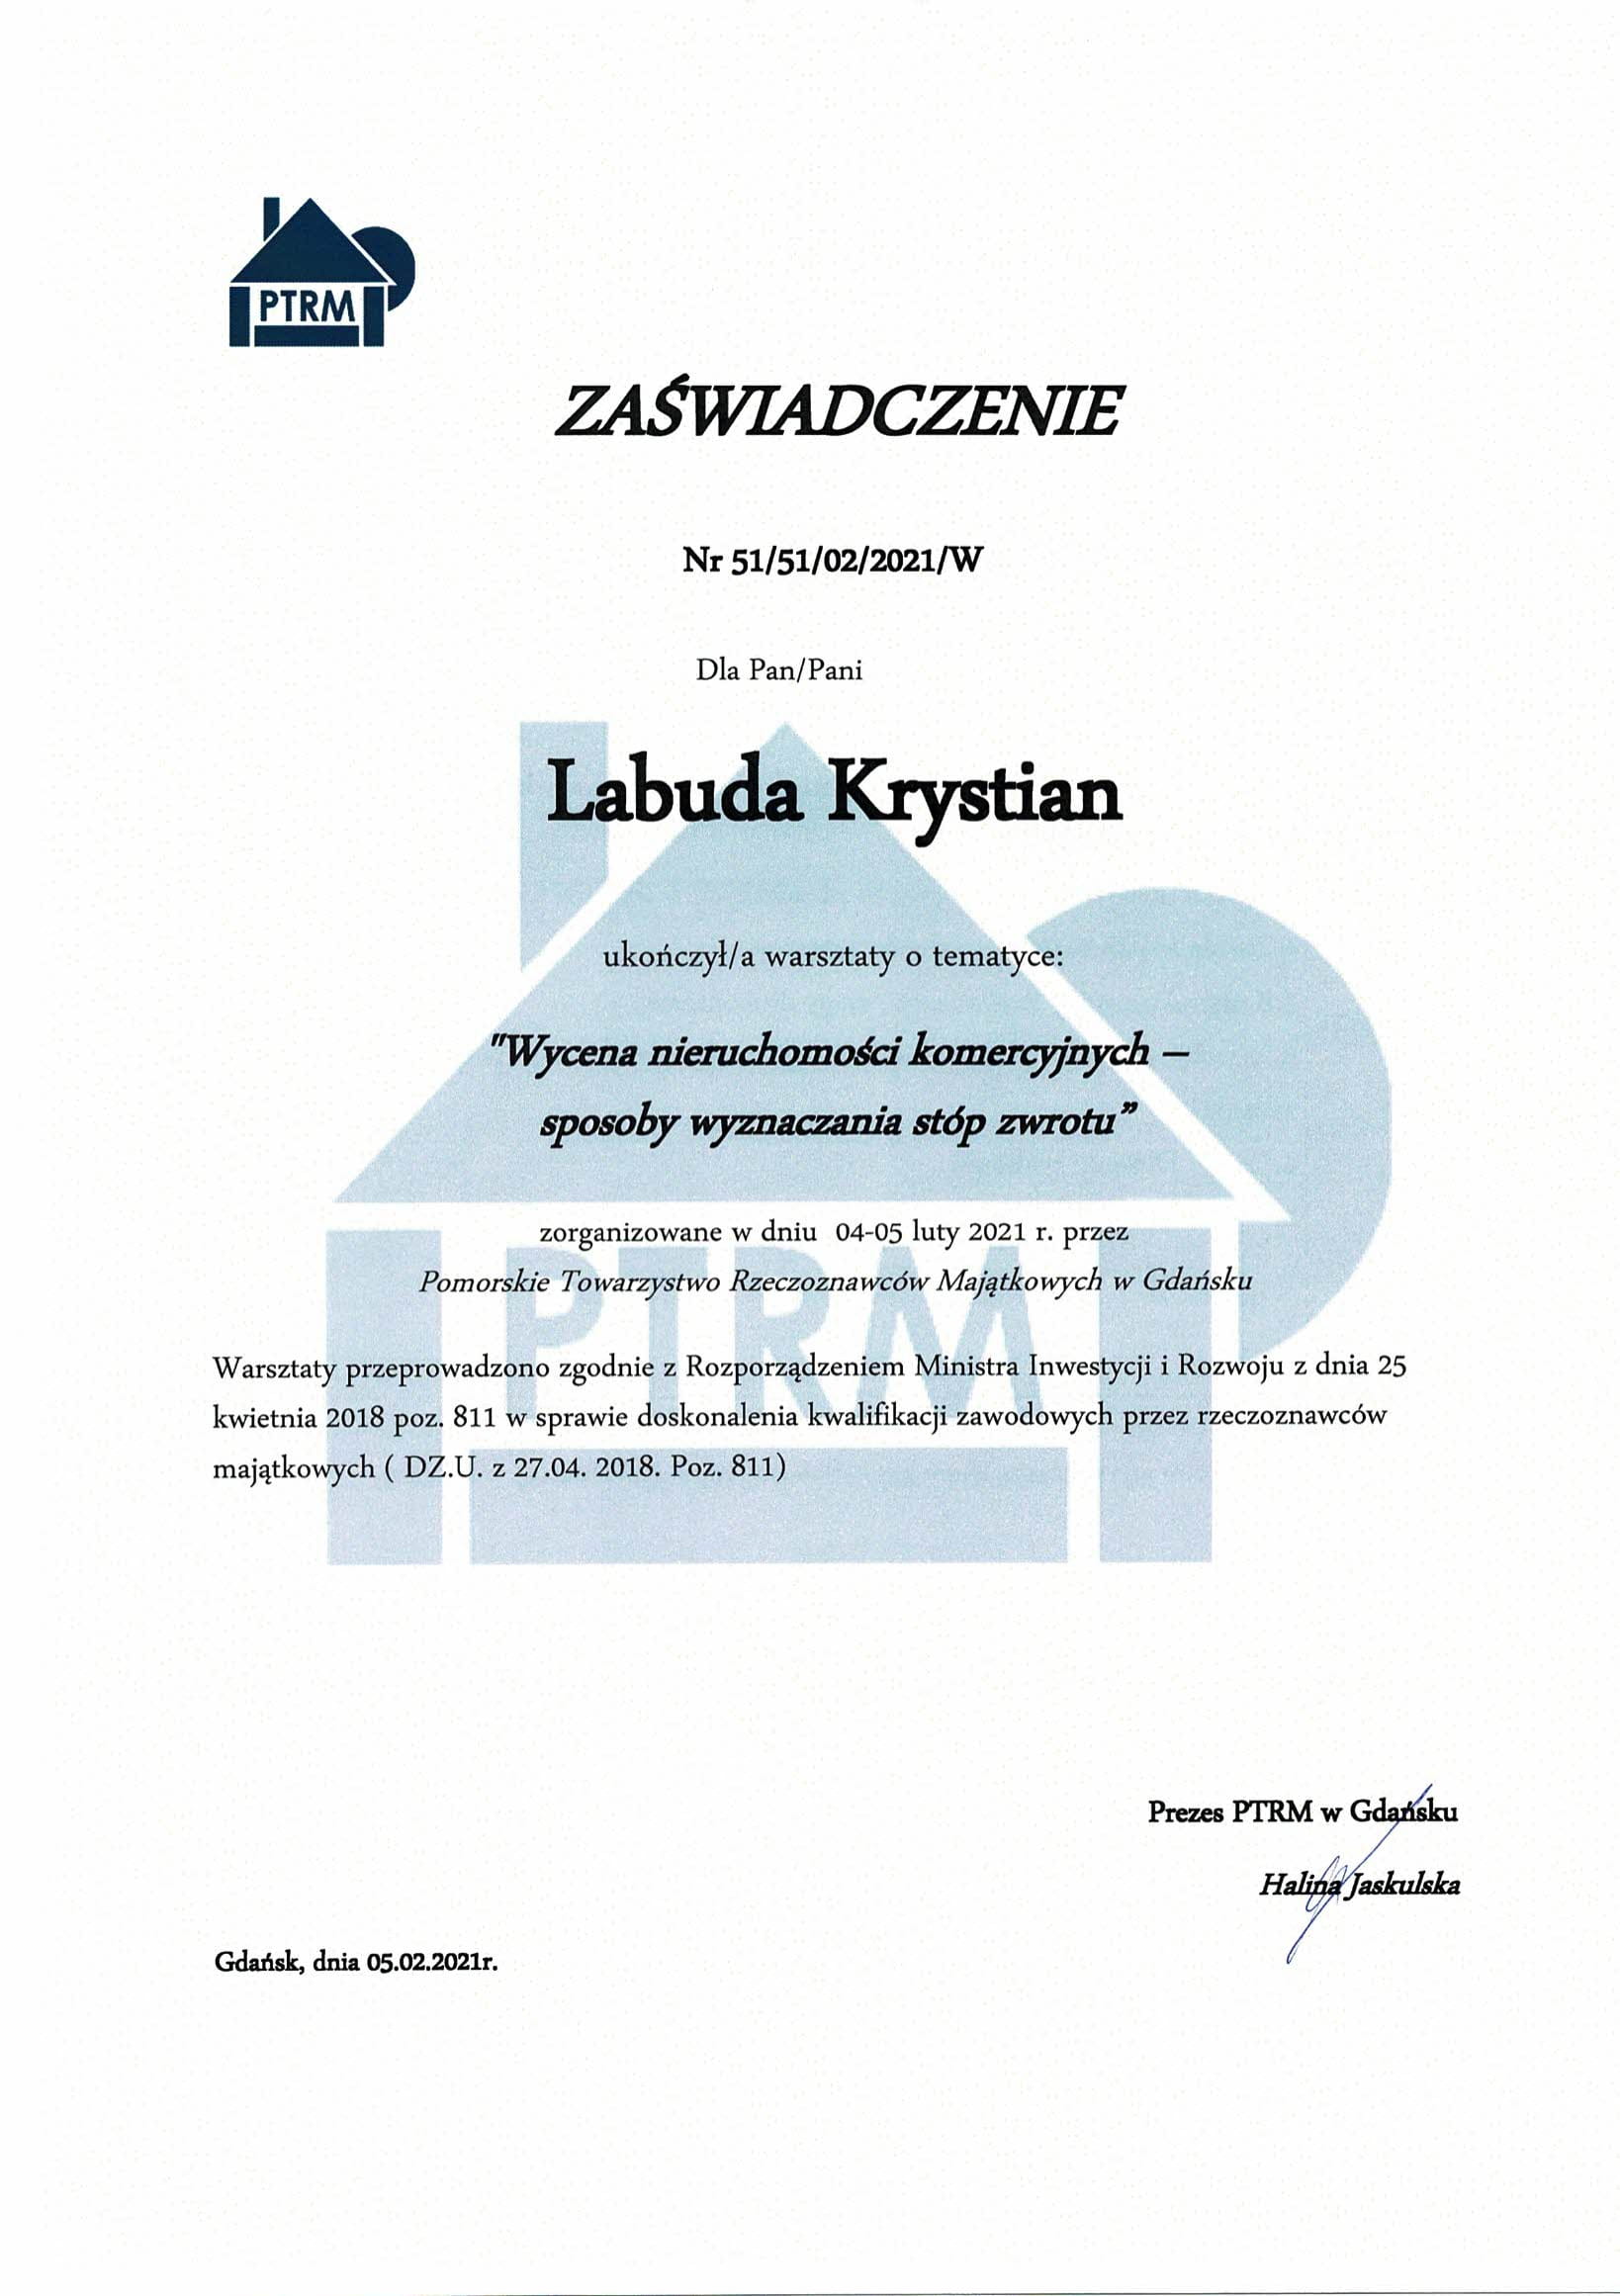 PTRM
ZAŚWIADCZENIE
Nr 51/51/02/2021/W
Dla Pan/Pani
Labuda Krystian
ukończył/a warsztaty o tematyce:
"Wycena nieruchomości komercyjnych –
sposoby wyznaczania stóp zwrotu”
zorganizowane w dniu 04-05 luty 2021 r. przez
Pomorskie Towarzystwo Rzeczoznawców Majątkowych w Gdańsku
PTRM
Warsztaty przeprowadzono zgodnie z Rozporządzeniem Ministra Inwestycji i Rozwoju z dnia 25
kwietnia 2018 poz. 811 w sprawie doskonalenia kwalifikacji zawodowych przez rzeczoznawców
majątkowych ( DZ.U. z 27.04. 2018. Poz. 811)
Prezes PTRM w Gdańsku
Halina Jaskulska
Gdańsk, dnia 05.02.2021r.